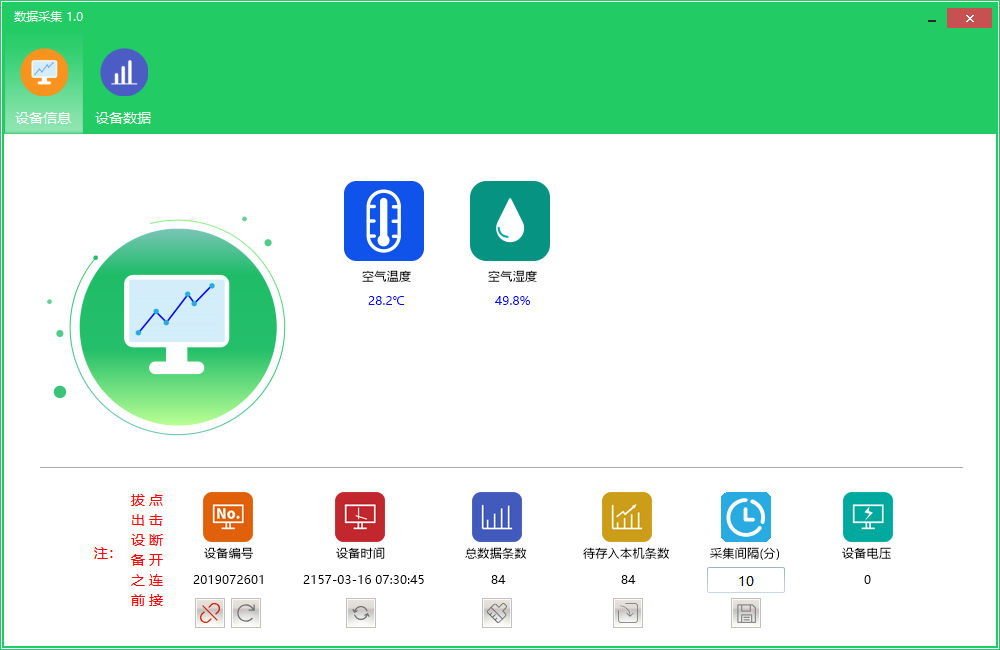 数据采集 1.0
设备信息
设备数据
空气温度
空气湿度
28.2℃
49.8%
注：
拔出设备之前
点击断开连接
No.
设备编号
设备时间
总数据条数
待存入本机条数
采集间隔(分)
设备电压
2019072601
2157-03-16 07:30:45
84
84
10
0